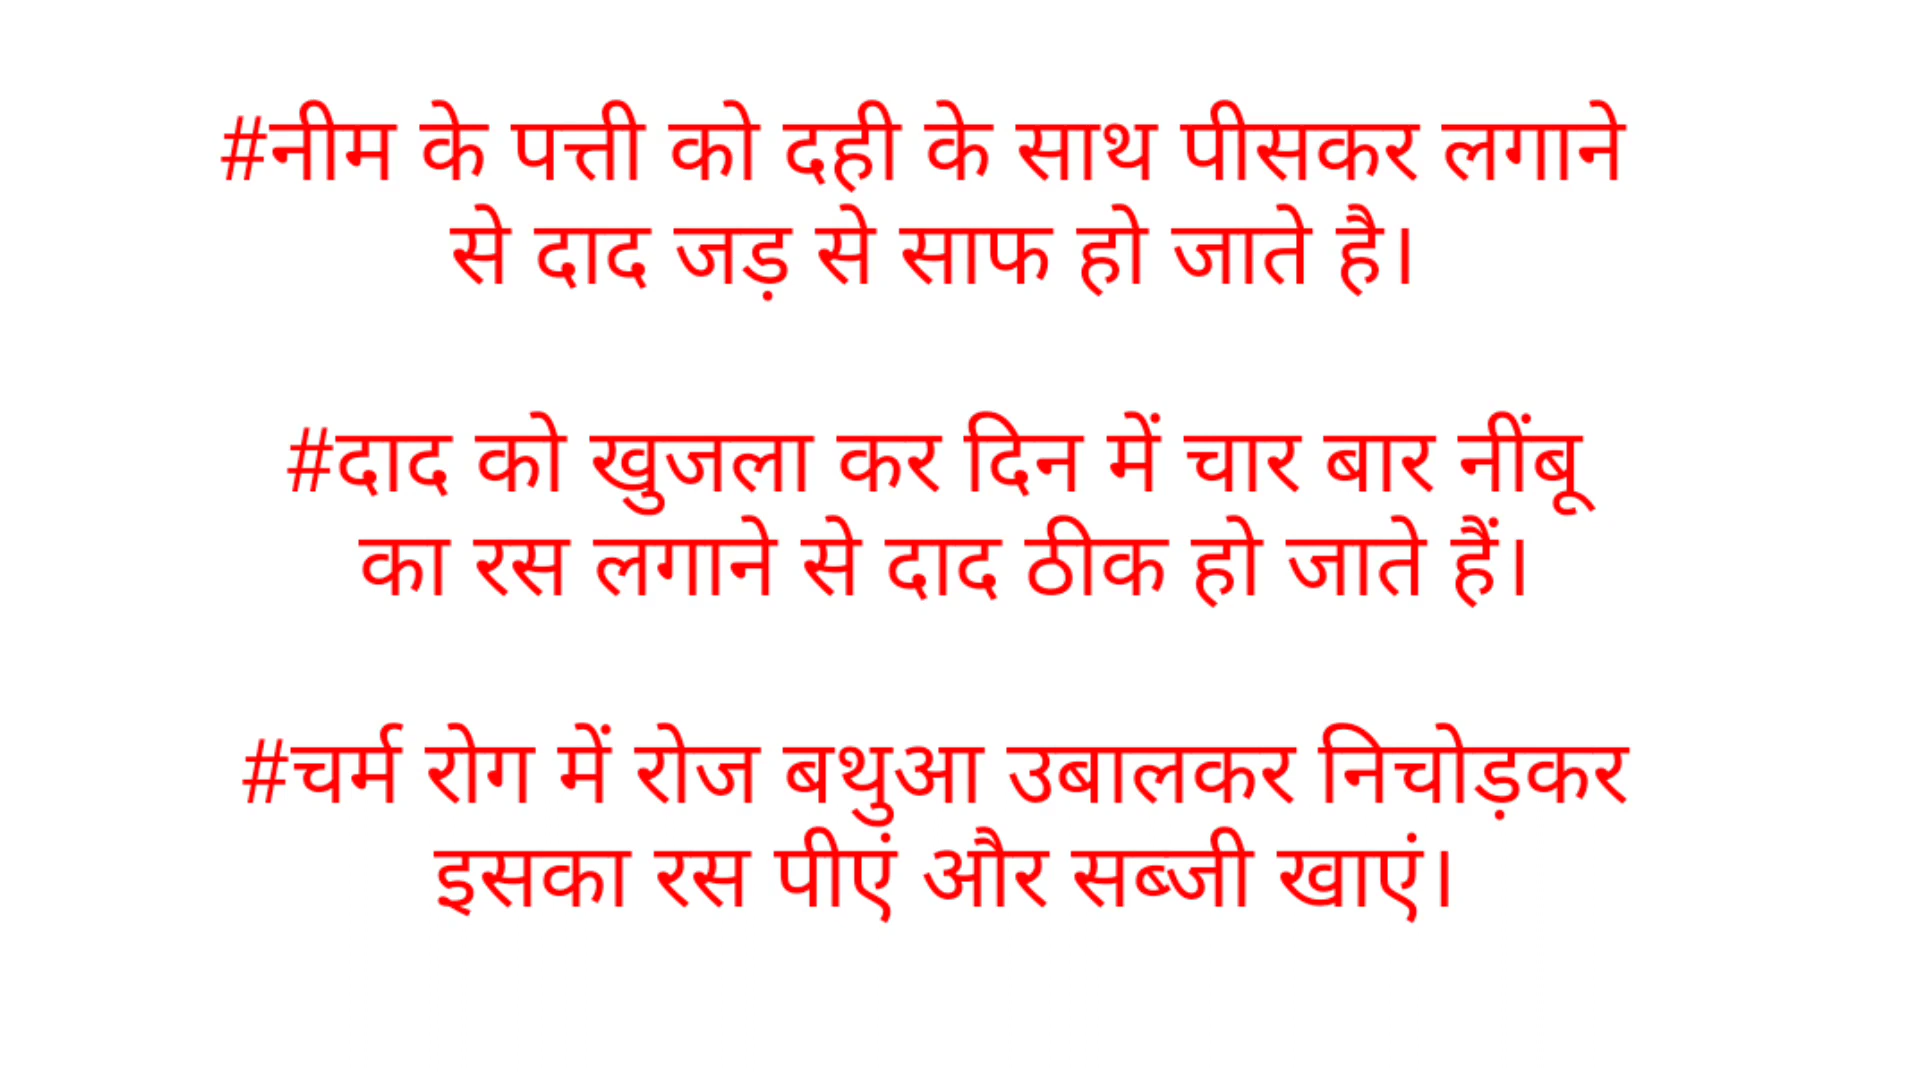 #नीम के पत्ती को दही के साथ पीसकर लगाने
से दाद जड़ से साफ हो जाते है।
#दाद को खुजला कर दिन में चार बार नींबू
का रस लगाने से दाद ठीक हो जाते हैं।
#चर्म रोग में रोज बथुआ उबालकर निचोड़कर
इसका रस पीएं और सब्जी खाएं।